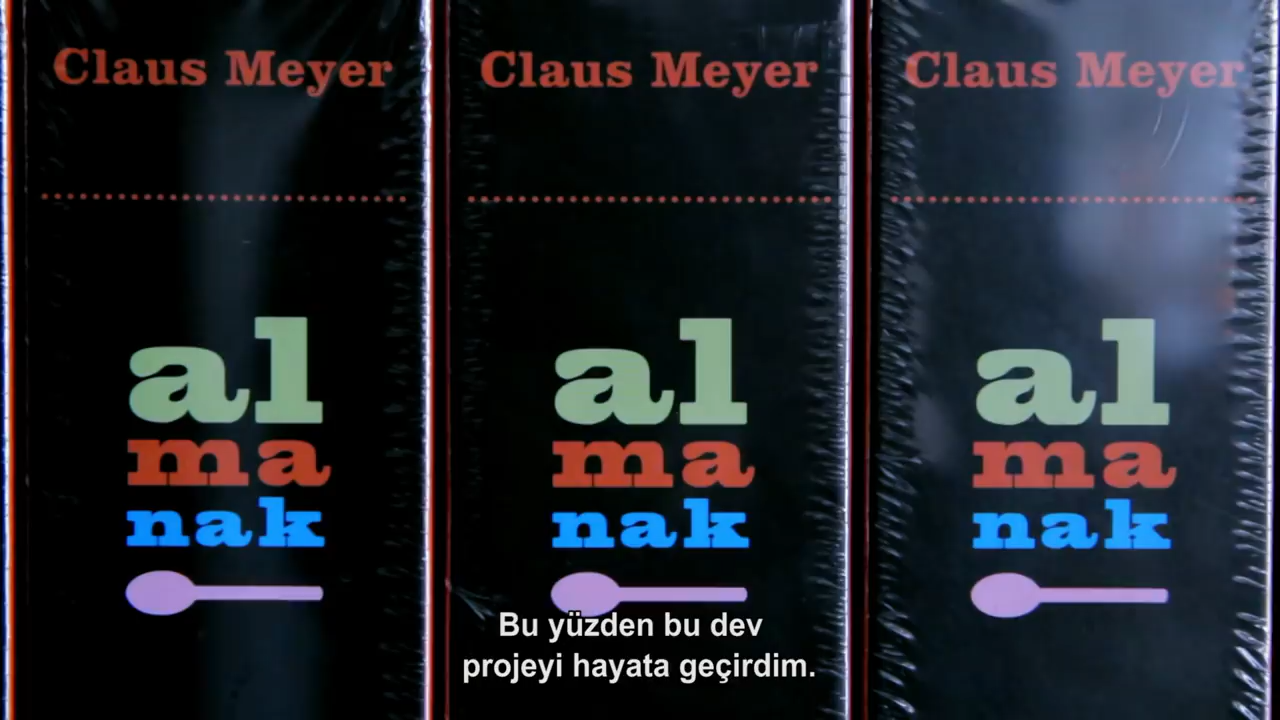 Claus Meyer
al
ma
nak
Claus Meyer
al
ma
nak
Claus Meyer
al
ma
nak
Bu yüzden bu dev
projeyi hayata geçirdim.